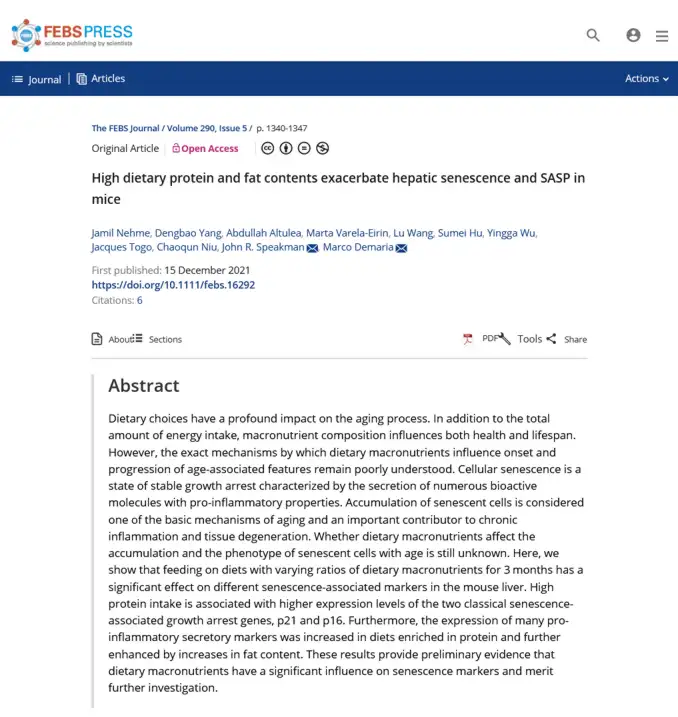 FEBS PRESS
science publishing by scientists
Journal | Articles Actions
The FEBS Journal / Volume 290, Issue 5 / p. 1340-1347
Original Article Open Access
High dietary protein and fat contents exacerbate hepatic senescence and SASP in
mice
Jamil Nehme, Dengbao Yang, Abdullah Altulea, Marta Varela-Eirin, Lu Wang, Sumei Hu, Yingga Wu,
Jacques Togo, Chaoqun Niu, John R. Speakman, Marco Demaria
First published: 15 December 2021
https://doi.org/10.1111/febs.16292
Citations: 6
About Sections PDF Tools Share
Abstract
Dietary choices have a profound impact on the aging process. In addition to the total
amount of energy intake, macronutrient composition influences both health and lifespan.
However, the exact mechanisms by which dietary macronutrients influence onset and
progression of age-associated features remain poorly understood. Cellular senescence is a
state of stable growth arrest characterized by the secretion of numerous bioactive
molecules with pro-inflammatory properties. Accumulation of senescent cells is considered
one of the basic mechanisms of aging and an important contributor to chronic
inflammation and tissue degeneration. Whether dietary macronutrients affect the
accumulation and the phenotype of senescent cells with age is still unknown. Here, we
show that feeding on diets with varying ratios of dietary macronutrients for 3 months has a
significant effect on different senescence-associated markers in the mouse liver. High
protein intake is associated with higher expression levels of the two classical senescence-
associated growth arrest genes, p21 and p16. Furthermore, the expression of many pro-
inflammatory secretory markers was increased in diets enriched in protein and further
enhanced by increases in fat content. These results provide preliminary evidence that
dietary macronutrients have a significant influence on senescence markers and merit
further investigation.